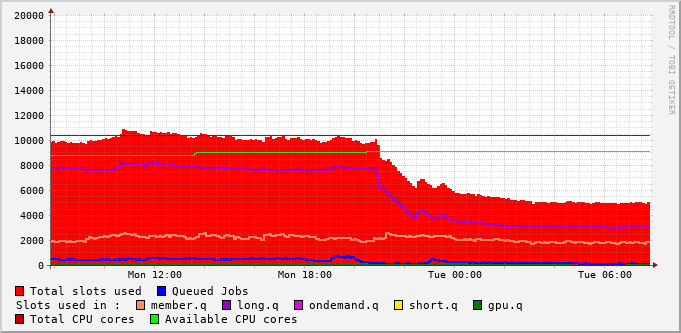 RRDTOOL / TOBI OETIKER
20000
18000
16000
14000
12000
10000
8000
6000
4000
2000
0
Mon 12:00 Mon 18:00 Tue 00:00 Tue 06:00
Total slots used Queued Jobs
Slots used in : member.q long.q ondemand.q short.q gpu.q
Total CPU cores Available CPU cores